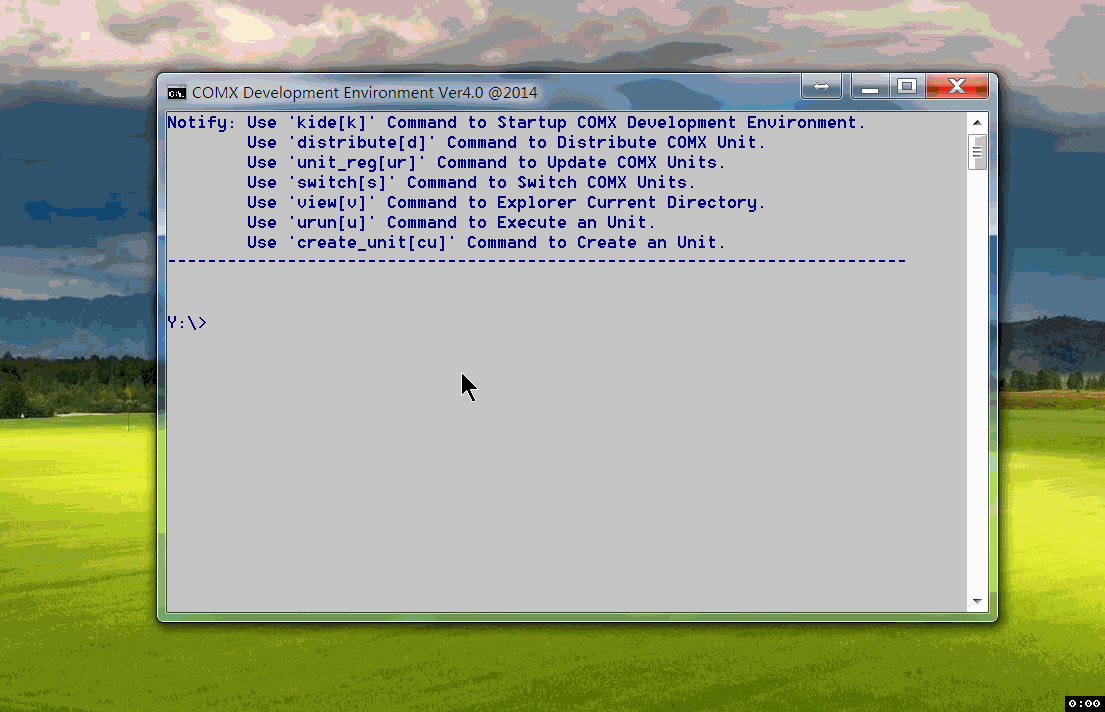 COMX Development Environment Ver4.0 @2014
Notify: Use 'kide[k]' Command to Startup COMX Development Environment.
Use 'distribute[d]' Command to Distribute COMX Unit.
Use 'unit_reg[ur]' Command to Update COMX Units.
Use 'switch[s]' Command to Switch COMX Units.
Use 'view[v]' Command to Explorer Current Directory.
Use 'urun[u]' Command to Execute an Unit.
Use 'create_unit[cu]' Command to Create an Unit.
--------------------------------------------------------------------------
Y:\>
0:00